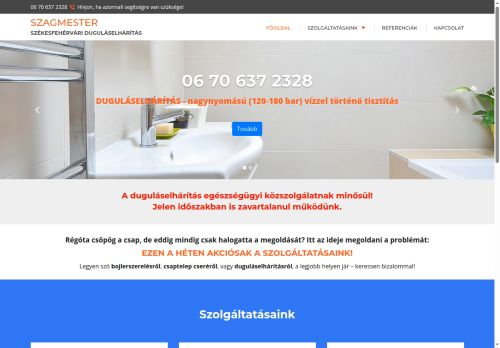 06 70 637 2328 Hívjon, ha azonnali segítségre van szüksége!
SZAGMESTER
SZÉKESFEHÉRVÁRI DUGULÁSELHÁRÍTÁS
FŐOLDAL SZOLGÁLTATÁSAINK REFERENCIÁK KAPCSOLAT
06 70 637 2328
DUGULÁSELHÁRÍTÁS - nagynyomású (120-180 bar) vízzel történő tisztítás
Tovább
A duguláselhárítás egészségügyi közszolgálatnak minősül!
Jelen időszakban is zavartalanul működünk.
Régóta csöpög a csap, de eddig mindig csak halogatta a megoldását? Itt az ideje megoldani a problémát:
EZEN A HÉTEN AKCIÓSAK A SZOLGÁLTATÁSAINK!
Legyen szó bojlerszerelésről, csaptelep cseréről, vagy duguláselhárításról, a legjobb helyen jár – keressen bizalommal!
Szolgáltatásaink